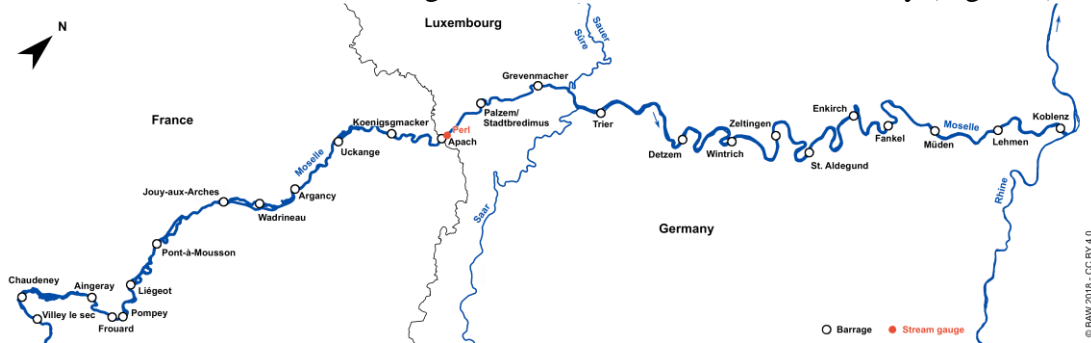 N
Luxembourg
France
Germany
Sauer
Sûre
Grevenmacher
Palzem/
Stadtbredimus
Koenigsgmacker
Perl
Apach
Uckange
Moselle
Argancy
Jouy-aux-Arches
Wadrineau
Pont-à-Mousson
Liégeot
Chaudeney
Aingeray
Villey le sec
Frouard
Pompey
Saar
Trier
Detzem
Wintrich
Zeltingen
St. Aldegund
Enkirch
Fankel
Moselle
Müden
Lehmen
Koblenz
Rhine
Barrage
Stream gauge
© BAW 2018 - CC BY 4.0